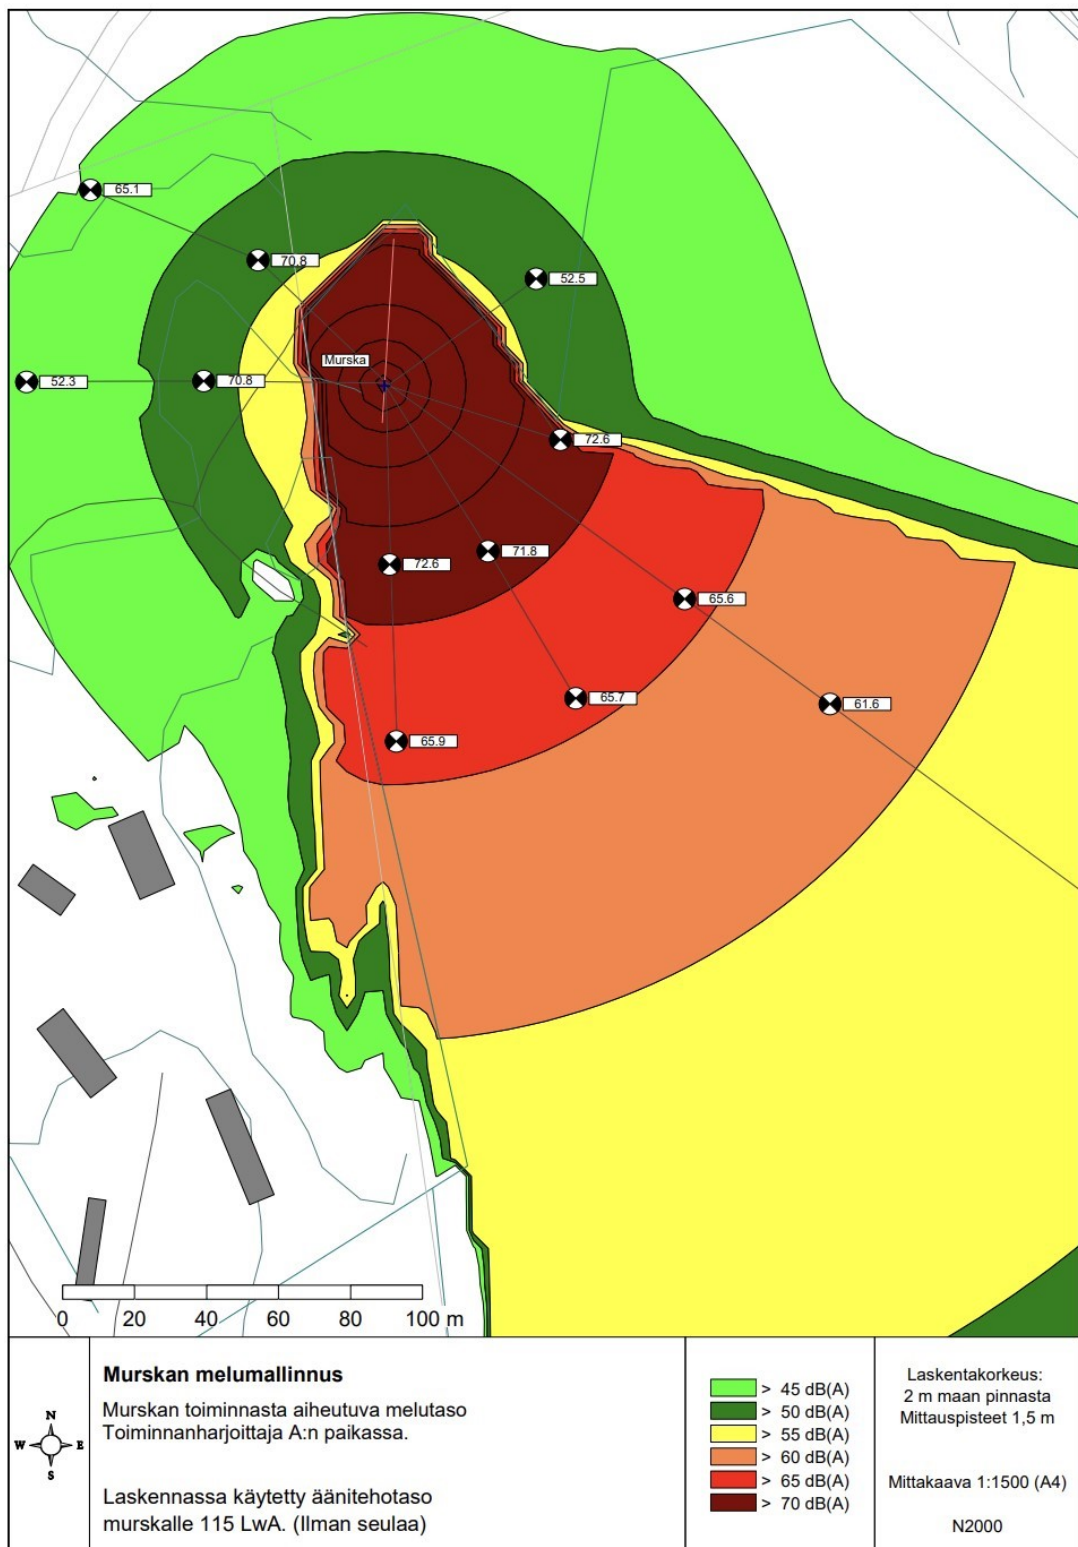 65.1
70.8
52.5
Murska
52.3
70.8
72.6
71.8
72.6
65.6
65.7
61.6
65.9
0 20 40 60 80 100 m
N
W E
S
Murskan melumallinnus
Murskan toiminnasta aiheutuva melutaso
Toiminnanharjoittaja A:n paikassa.
Laskennassa käytetty äänitehotaso
murskalle 115 LwA. (Ilman seulaa)
> 45 dB(A)
> 50 dB(A)
> 55 dB(A)
> 60 dB(A)
> 65 dB(A)
> 70 dB(A)
Laskentakorkeus:
2 m maan pinnasta
Mittauspisteet 1,5 m
Mittakaava 1:1500 (A4)
N2000